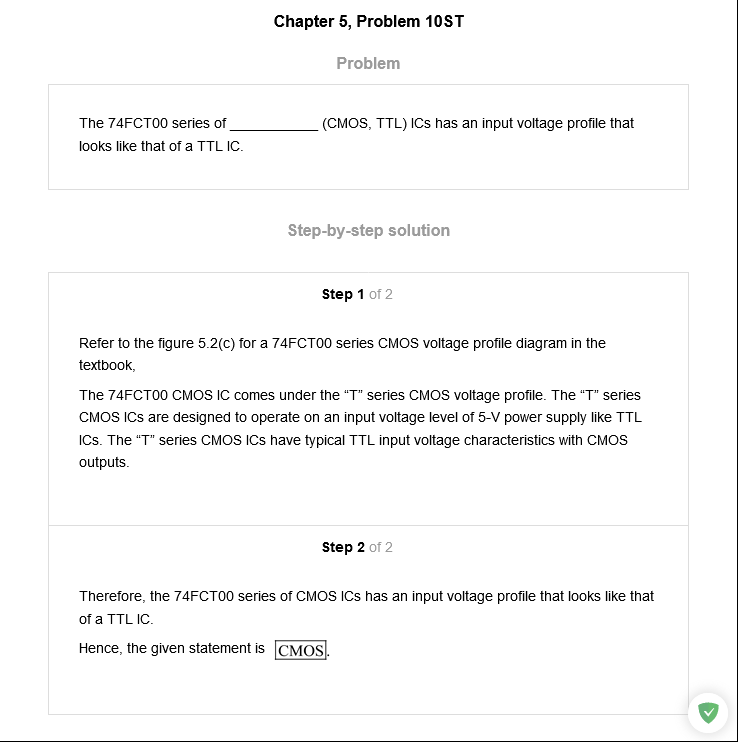 Chapter 5, Problem 10ST
Problem
The 74FCT00 series of ____________ (CMOS, TTL) ICs has an input voltage profile that
looks like that of a TTL IC.
Step-by-step solution
Step 1 of 2
Refer to the figure 5.2(c) for a 74FCT00 series CMOS voltage profile diagram in the
textbook,
The 74FCT00 CMOS IC comes under the “T” series CMOS voltage profile. The “T” series
CMOS ICs are designed to operate on an input voltage level of 5-V power supply like TTL
ICs. The “T” series CMOS ICs have typical TTL input voltage characteristics with CMOS
outputs.
Step 2 of 2
Therefore, the 74FCT00 series of CMOS ICs has an input voltage profile that looks like that
of a TTL IC.
Hence, the given statement is CMOS.